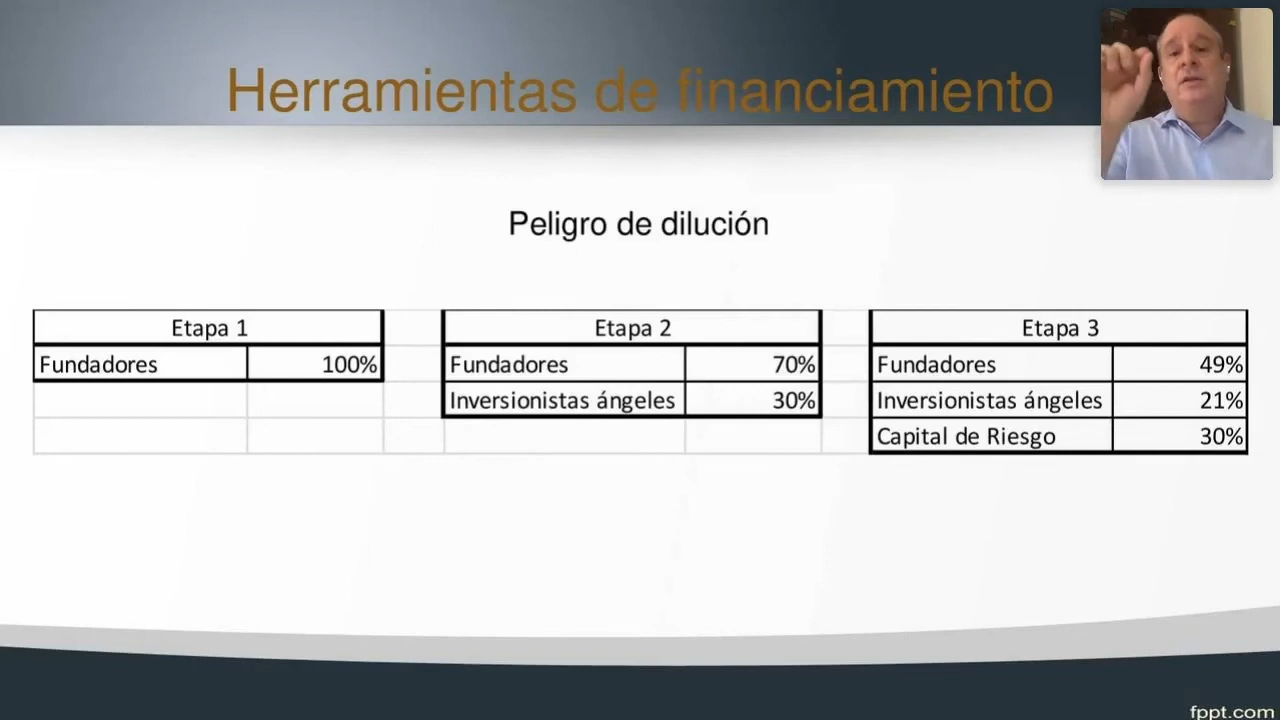 Herramientas de financiamiento
Peligro de dilución
Etapa 1
Fundadores 100%
Etapa 2
Fundadores 70%
Inversionistas ángeles 30%
Etapa 3
Fundadores 49%
Inversionistas ángeles 21%
Capital de Riesgo 30%
fppt.com